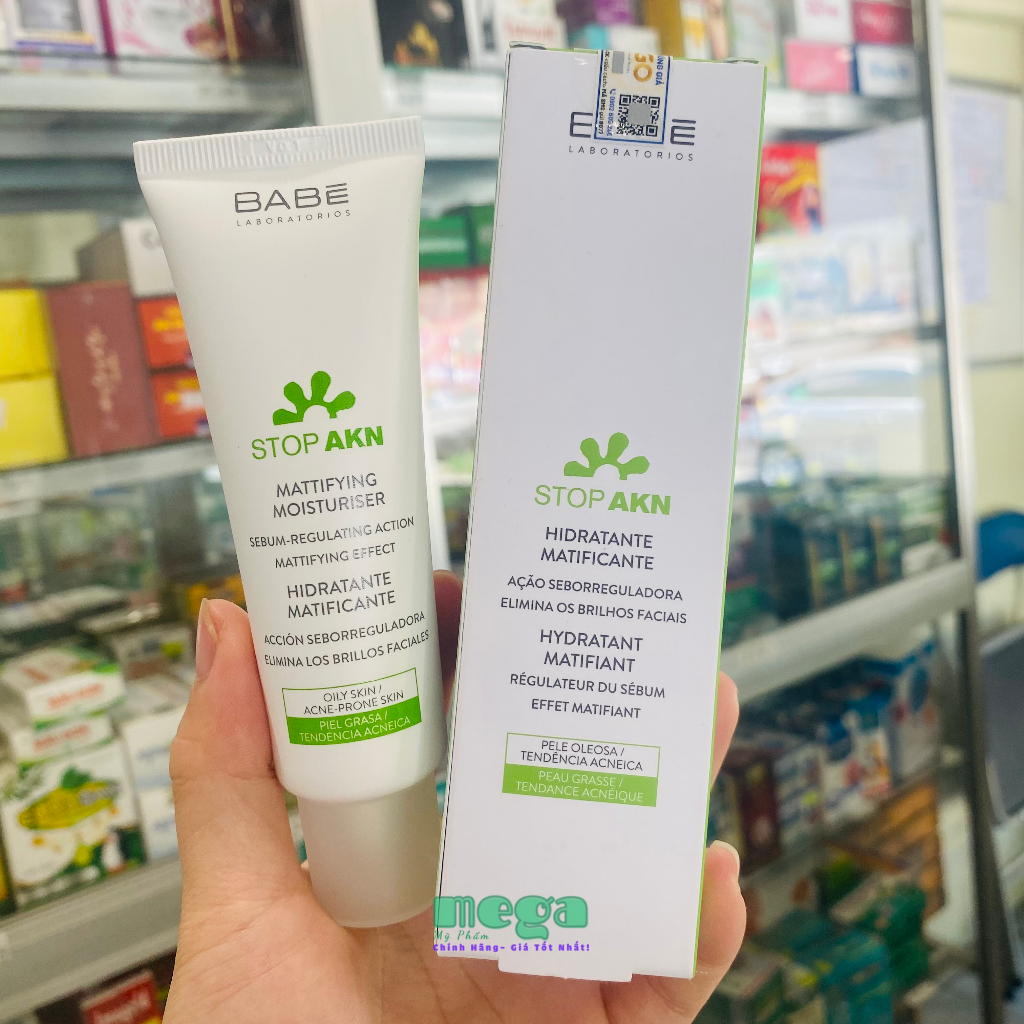 BABÉ
LABORATORIOS
STOP AKN
MATTIFYING
MOISTURISER
SEBUM-REGULATING ACTION
MATTIFYING EFFECT
HIDRATANTE
MATIFICANTE
ACCIÓN SEBORREGULADORA
ELIMINA LOS BRILLOS FACIALES
OILY SKIN /
ACNE-PRONE SKIN
PIEL GRASA /
TENDENCIA ACNEICA
LABORATORIOS
STOP AKN
HIDRATANTE
MATIFICANTE
AÇÃO SEBORREGULADORA
ELIMINA OS BRILHOS FACIAIS
HYDRATANT
MATIFIANT
RÉGULATEUR DU SÉBUM
EFFET MATIFIANT
PELE OLEOSA /
TENDÊNCIA ACNEICA
PEAU GRASSE /
TENDANCE ACNÉIQUE
mega
Mỹ Phẩm
Chính Hãng- Giá Tốt Nhất!